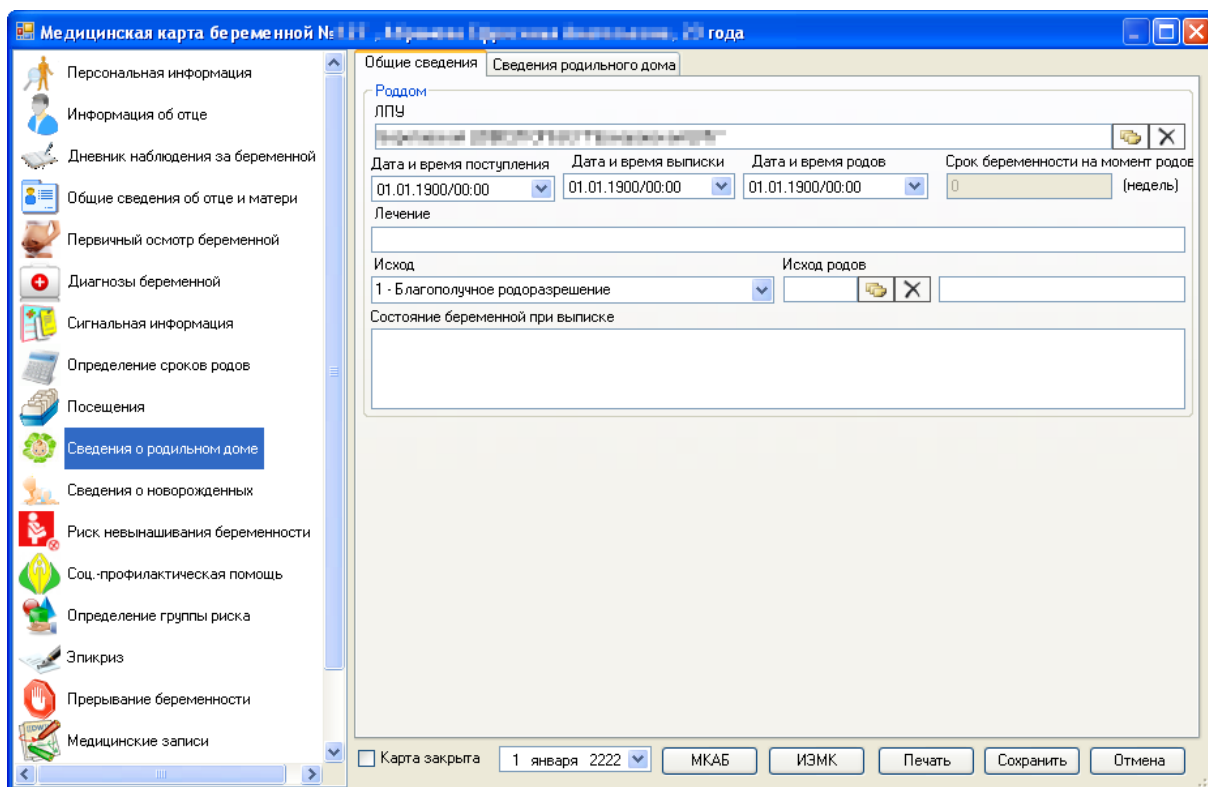 Медицинская карта беременной № года
Персональная информация
Информация об отце
Дневник наблюдения за беременной
Общие сведения об отце и матери
Первичный осмотр беременной
Диагнозы беременной
Сигнальная информация
Определение сроков родов
Посещения
Сведения о родильном доме
Сведения о новорожденных
Риск невынашивания беременности
Соц.-профилактическая помощь
Определение группы риска
Эпикриз
Прерывание беременности
Медицинские записи
Общие сведения Сведения родильного дома
Роддом
ЛПУ
Дата и время поступления Дата и время выписки Дата и время родов Срок беременности на момент родов
01.01.1900/00:00 01.01.1900/00:00 01.01.1900/00:00 0 (недель)
Лечение
Исход Исход родов
1 - Благополучное родоразрешение
Состояние беременной при выписке
Карта закрыта 1 января 2222 МКАБ ИЭМК Печать Сохранить Отмена